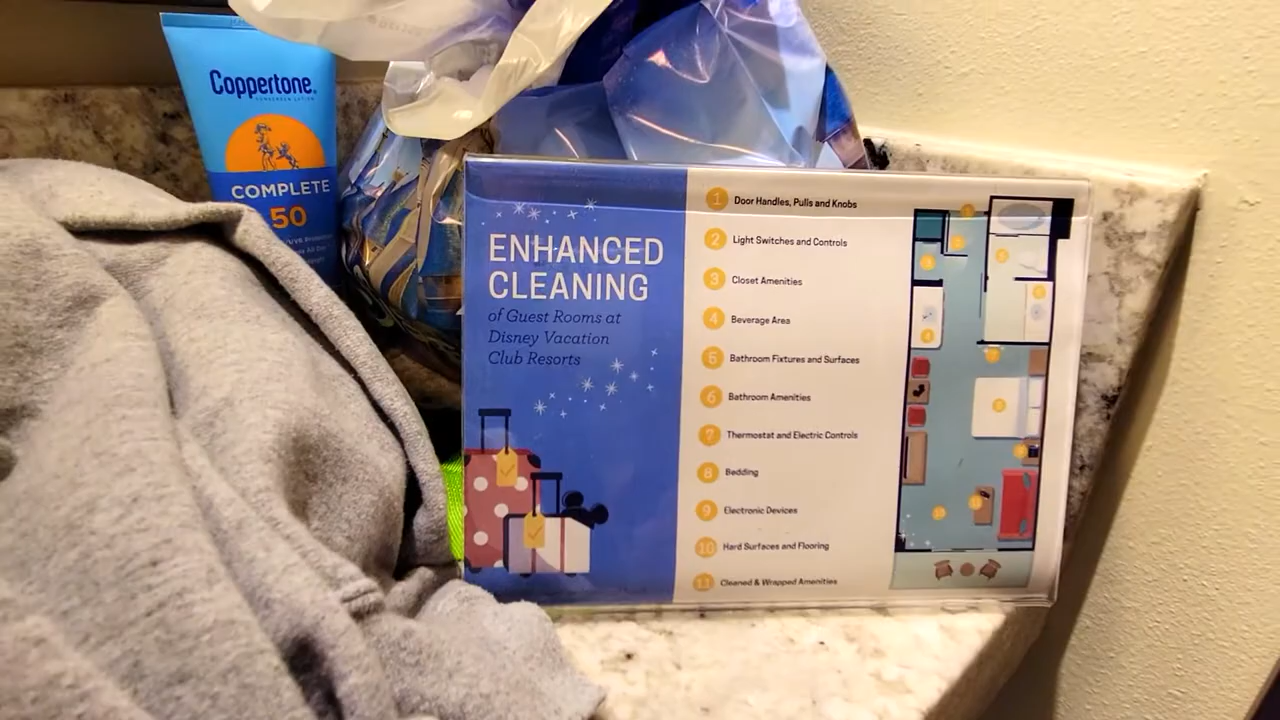 Coppertone
SUNSCREEN LOTION
COMPLETE
50
ENHANCED
CLEANING
of Guest Rooms at
Disney Vacation
Club Resorts
1 Door Handles, Pulls and Knobs
2 Light Switches and Controls
3 Closet Amenities
4 Beverage Area
5 Bathroom Fixtures and Surfaces
6 Bathroom Amenities
7 Thermostat and Electric Controls
8 Bedding
9 Electronic Devices
10 Hard Surfaces and Flooring
11 Cleaned & Wrapped Amenities